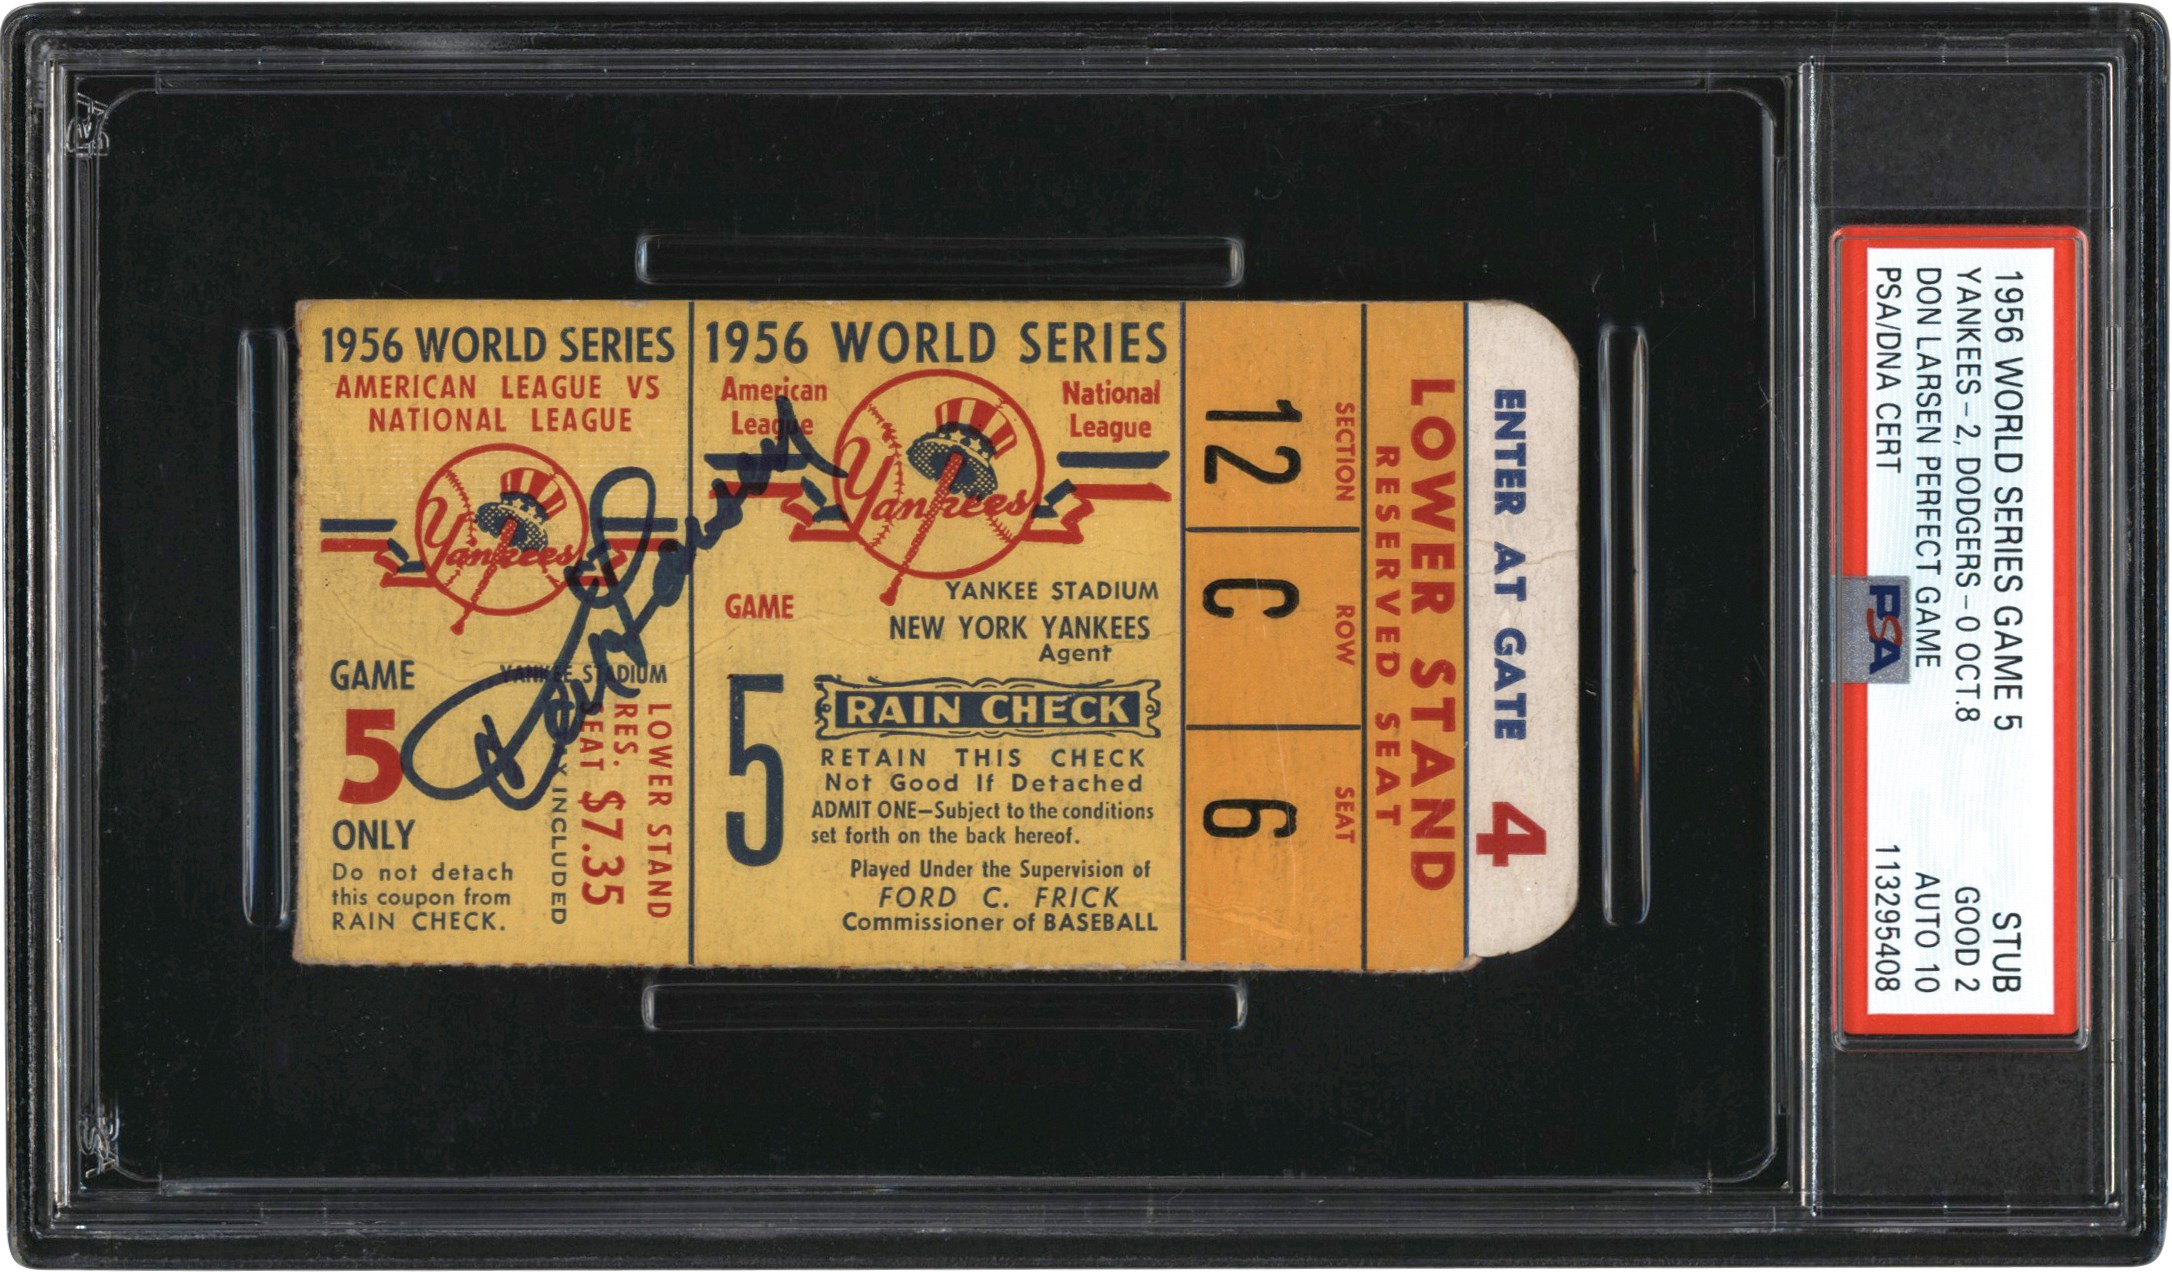 1956 WORLD SERIES
AMERICAN LEAGUE VS
NATIONAL LEAGUE
Yankees
GAME
YANKEE STADIUM
5
ONLY
Do not detach
this coupon from
RAIN CHECK.
LOWER STAND
RES.
SEAT $7.35
INCLUDED
Don Larsen
1956 WORLD SERIES
American
League
National
League
Yankees
YANKEE STADIUM
NEW YORK YANKEES
Agent
GAME
5
RAIN CHECK
RETAIN THIS CHECK
Not Good If Detached
ADMIT ONE—Subject to the conditions
set forth on the back hereof.
Played Under the Supervision of
FORD C. FRICK
Commissioner of BASEBALL
SECTION ROW SEAT
12 C 6
LOWER STAND
RESERVED SEAT
ENTER AT GATE 4
1956 WORLD SERIES GAME 5 STUB
YANKEES-2, DODGERS-0 OCT.8 GOOD 2
DON LARSEN PERFECT GAME AUTO 10
PSA/DNA CERT 113295408
PSA
PSA